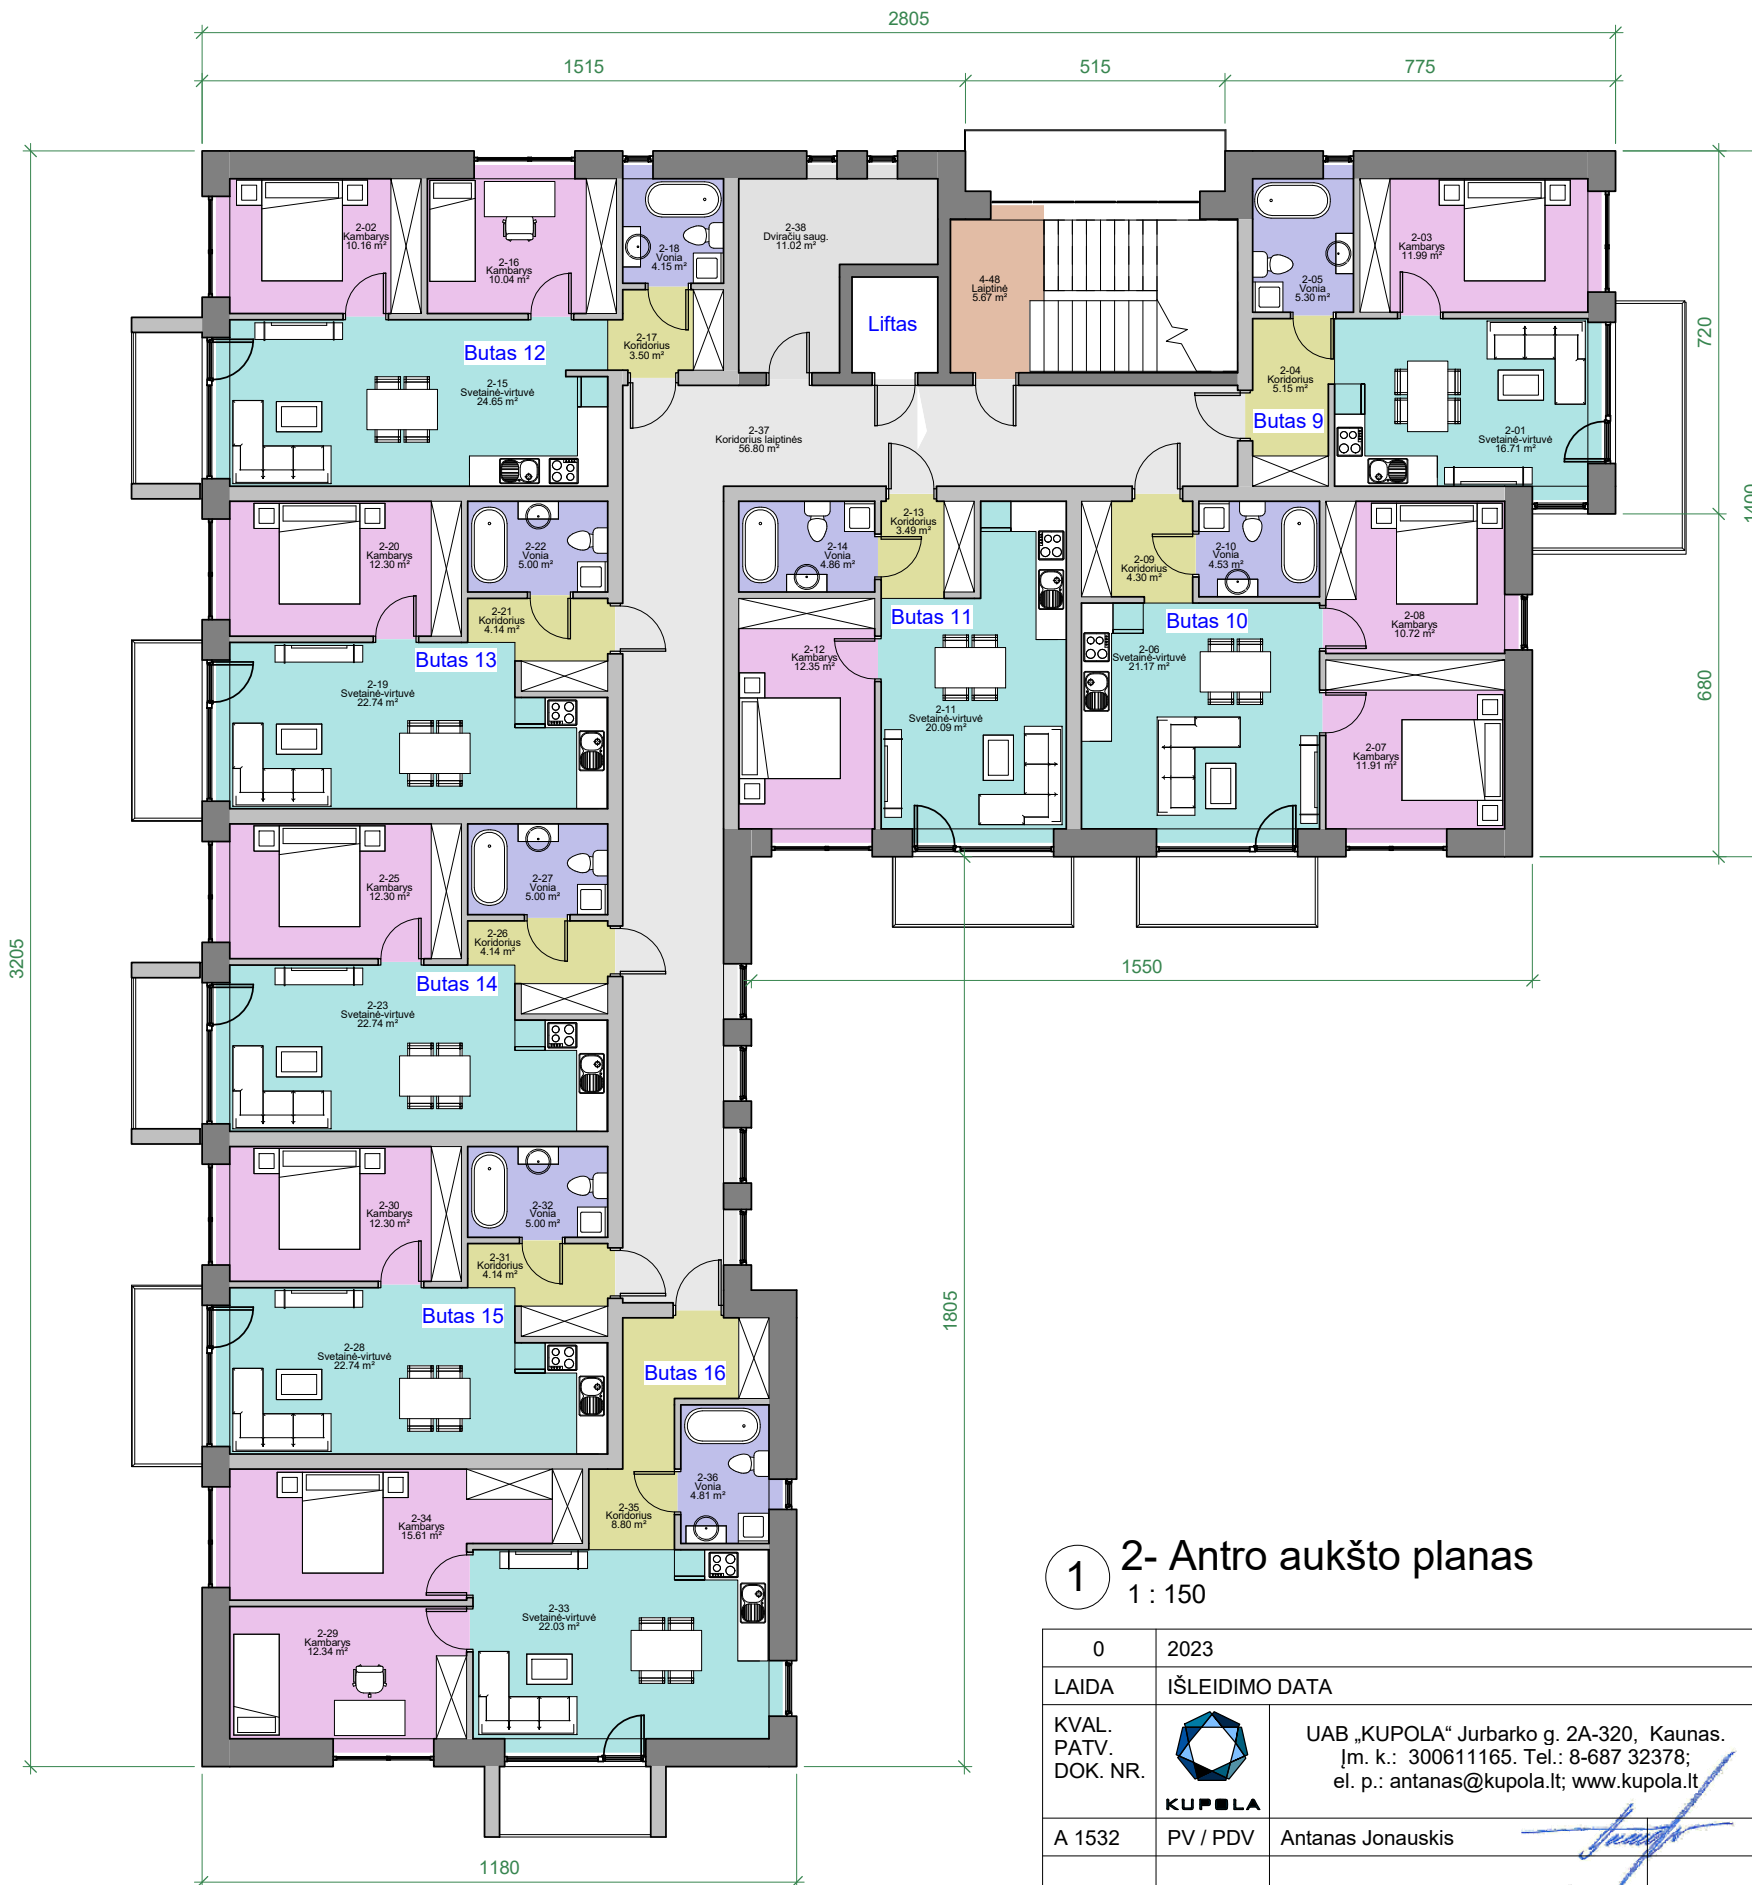 2805
1515
515
775
2-02
Kambarys
10.16 m²
2-16
Kambarys
10.04 m²
2-18
Vonia
4.15 m²
2-38
Dviračių saug.
11.02 m²
4-48
Laiptinė
5.67 m²
2-05
Vonia
5.30 m²
2-03
Kambarys
11.99 m²
Liftas
720
Butas 12
2-17
Koridorius
3.50 m²
2-15
Svetainė-virtuvė
24.65 m²
2-04
Koridorius
5.15 m²
Butas 9
2-01
Svetainė-virtuvė
16.71 m²
2-37
Koridorius laiptinės
56.80 m²
1400
2-20
Kambarys
12.30 m²
2-22
Vonia
5.00 m²
2-14
Vonia
4.86 m²
2-13
Koridorius
3.49 m²
2-09
Koridorius
4.30 m²
2-10
Vonia
4.53 m²
2-21
Koridorius
4.14 m²
Butas 11
Butas 10
2-08
Kambarys
10.72 m²
Butas 13
2-12
Kambarys
12.35 m²
2-06
Svetainė-virtuvė
21.17 m²
680
2-19
Svetainė-virtuvė
22.74 m²
2-11
Svetainė-virtuvė
20.09 m²
2-07
Kambarys
11.91 m²
2-25
Kambarys
12.30 m²
2-27
Vonia
5.00 m²
2-26
Koridorius
4.14 m²
3205
1550
Butas 14
2-23
Svetainė-virtuvė
22.74 m²
2-30
Kambarys
12.30 m²
2-32
Vonia
5.00 m²
2-31
Koridorius
4.14 m²
1805
Butas 15
2-28
Svetainė-virtuvė
22.74 m²
Butas 16
2-36
Vonia
4.81 m²
2-34
Kambarys
15.61 m²
2-35
Koridorius
8.80 m²
2-33
Svetainė-virtuvė
22.03 m²
2-29
Kambarys
12.34 m²
1180
1
2- Antro aukšto planas
1 : 150
0 2023
LAIDA IŠLEIDIMO DATA
KVAL.
PATV.
DOK. NR.
KUPOLA
UAB „KUPOLA“ Jurbarko g. 2A-320, Kaunas.
Įm. k.: 300611165. Tel.: 8-687 32378;
el. p.: antanas@kupola.lt; www.kupola.lt
A 1532 PV / PDV Antanas Jonauskis